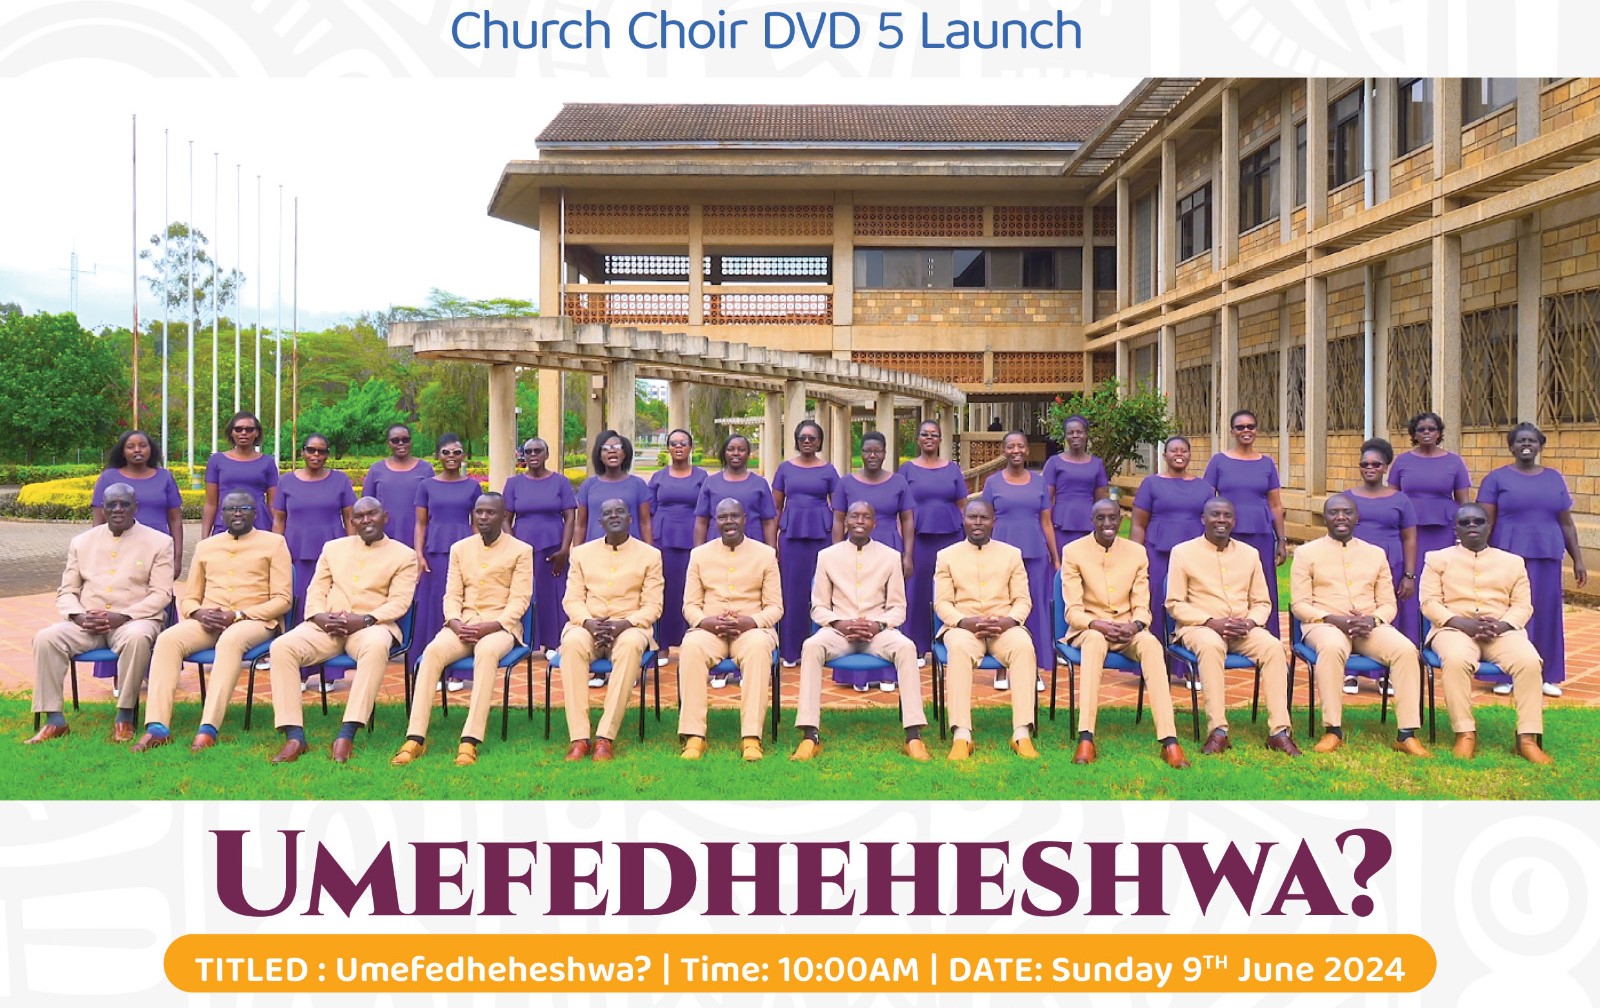 Church Choir DVD 5 Launch
UMEFEDHEHESHWA?
TITLED : Umefedheheshwa? | Time: 10:00AM | DATE: Sunday 9TH June 2024